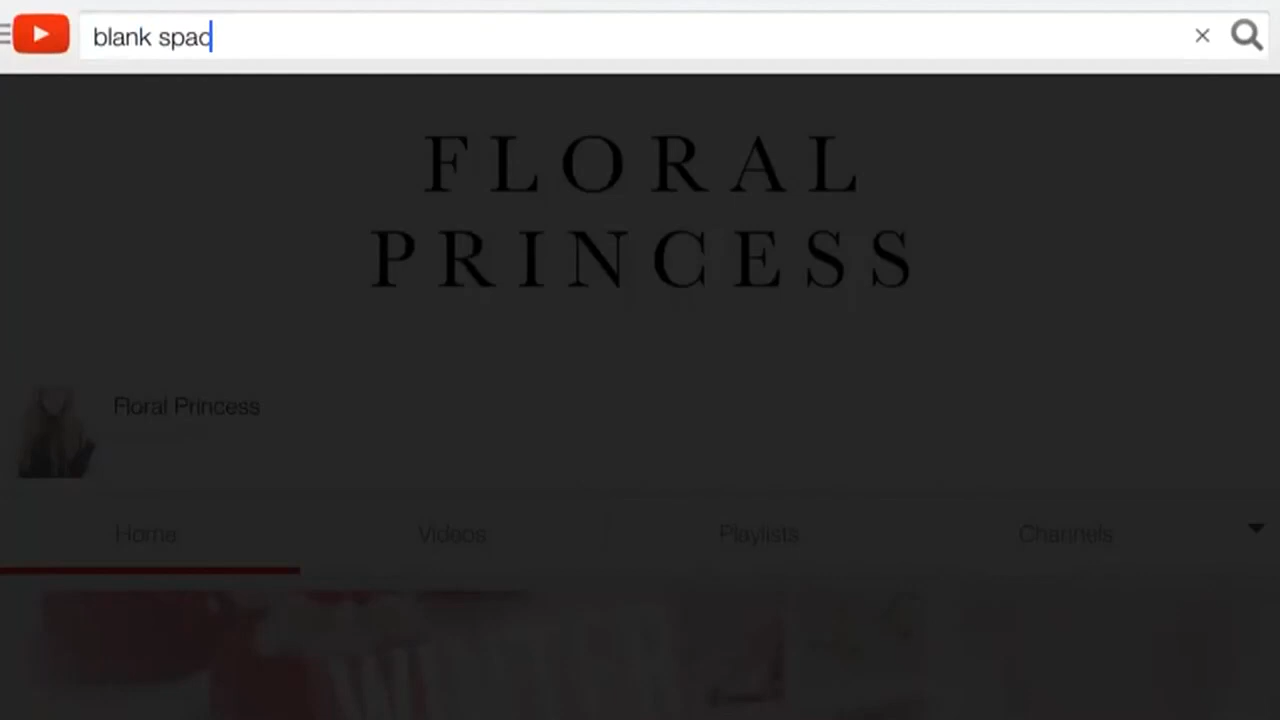 blank spac
FLORAL
PRINCESS
Floral Princess
Home Videos Playlists Channels